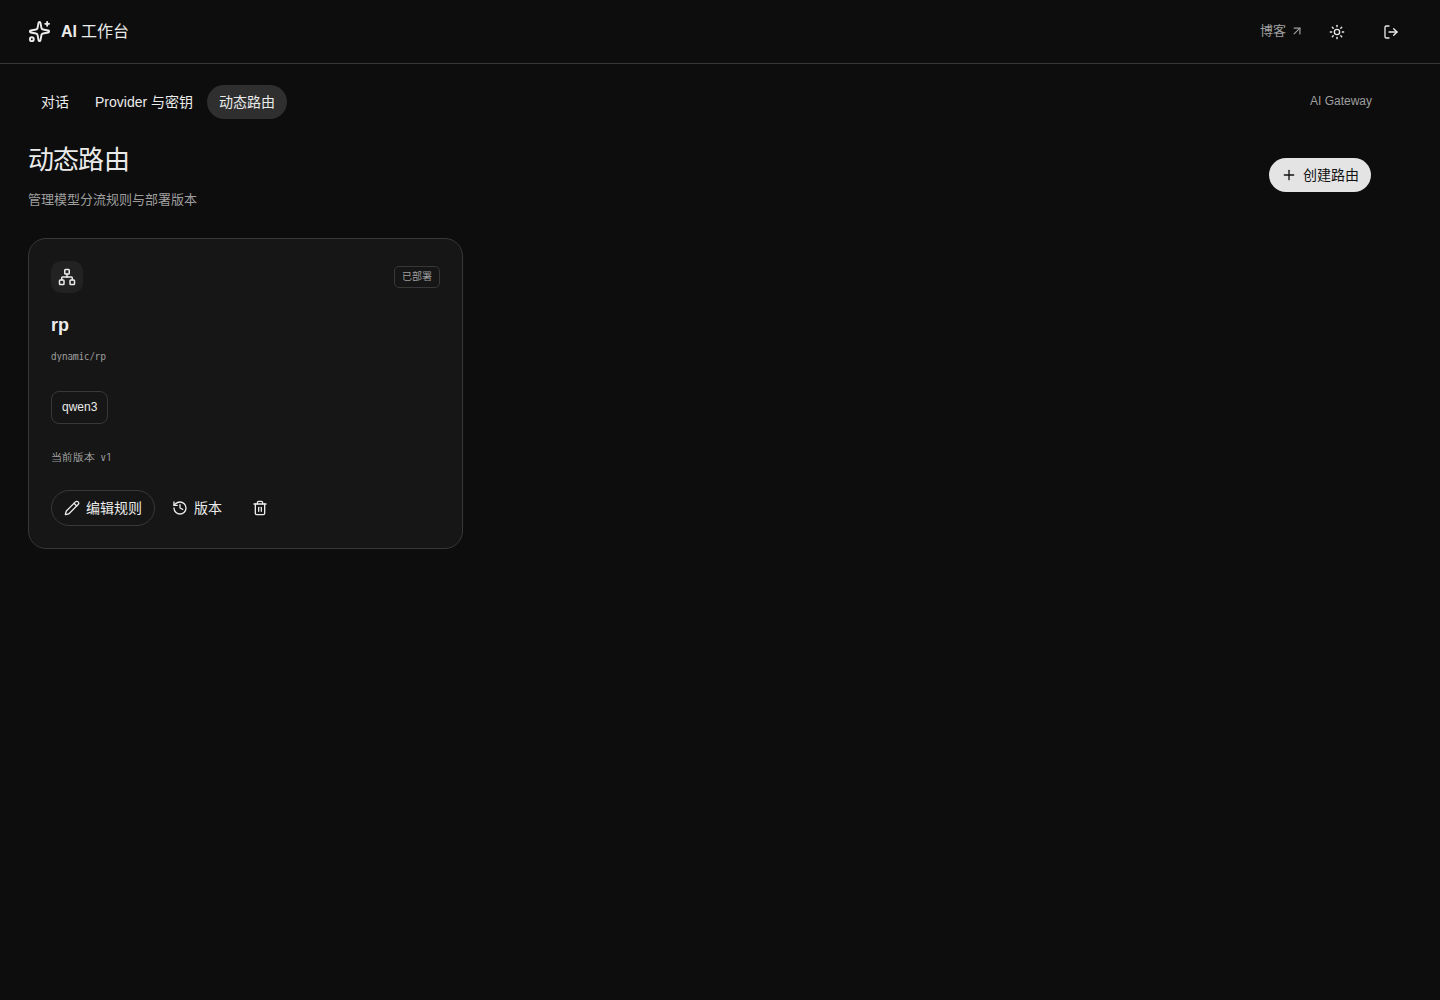 AI 工作台
博客
对话
Provider 与密钥
动态路由
AI Gateway
动态路由
管理模型分流规则与部署版本
创建路由
已部署
rp
dynamic/rp
qwen3
当前版本 v1
编辑规则
版本